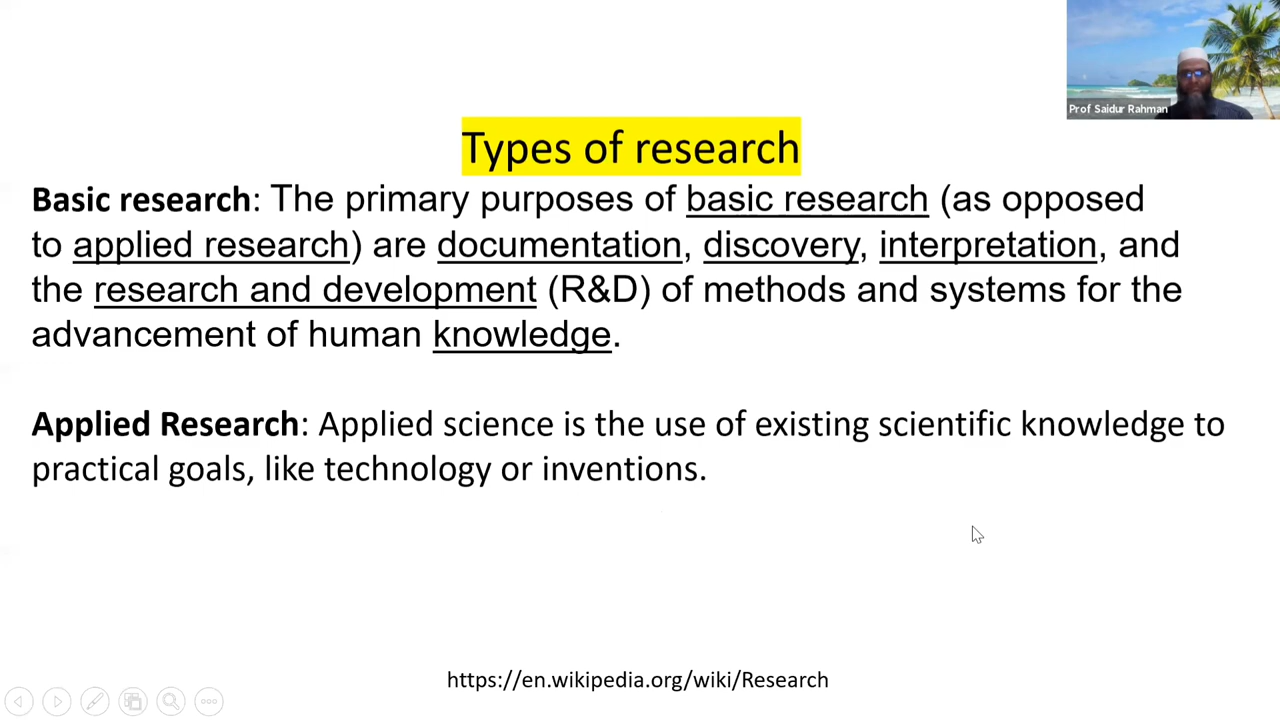 Prof Saidur Rahman
Types of research
Basic research: The primary purposes of basic research (as opposed
to applied research) are documentation, discovery, interpretation, and
the research and development (R&D) of methods and systems for the
advancement of human knowledge.
Applied Research: Applied science is the use of existing scientific knowledge to
practical goals, like technology or inventions.
https://en.wikipedia.org/wiki/Research